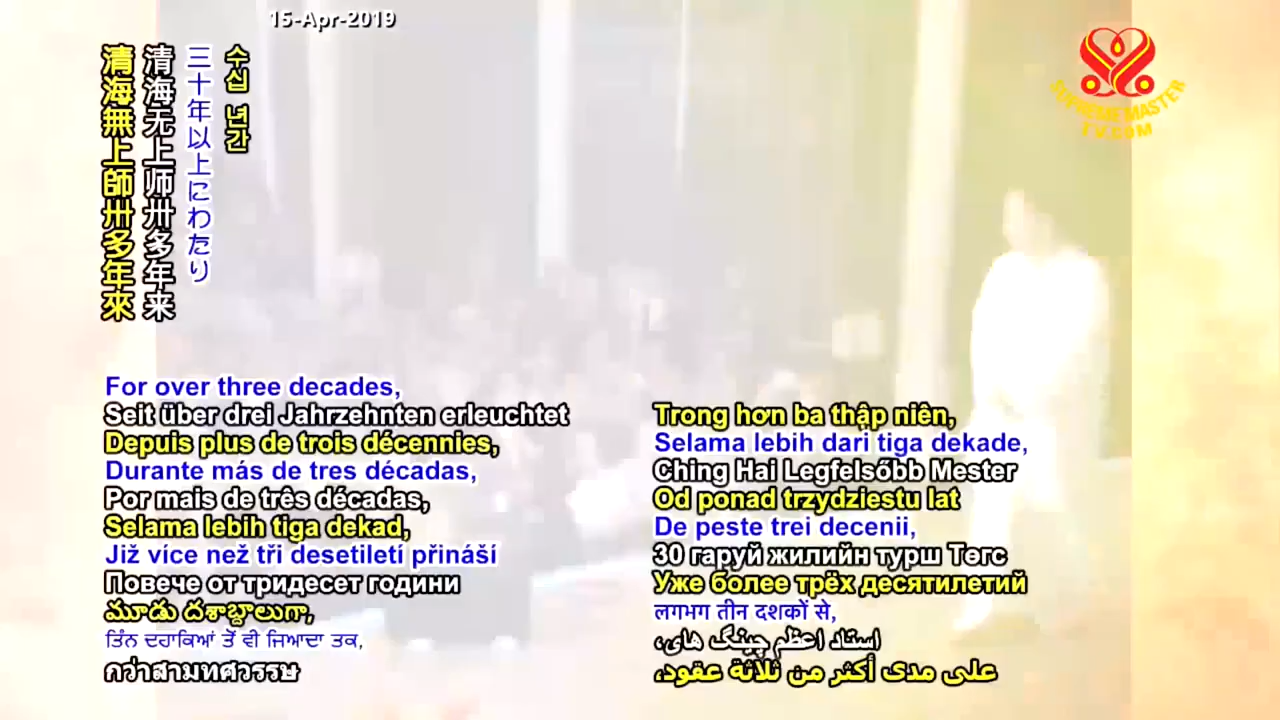 15-Apr-2019
SUPREME MASTER
TV.COM
수십 년간
三十年以上にわたり
清海无上师卅多年来
清海無上師卅多年來
For over three decades,
Seit über drei Jahrzehnten erleuchtet
Depuis plus de trois décennies,
Durante más de tres décadas,
Por mais de três décadas,
Selama lebih tiga dekad,
Již více než tři desetiletí přináší
Повече от тридесет години
మూడు దశాబ్దాలుగా,
ਤਿੰਨ ਦਹਾਕਿਆਂ ਤੋਂ ਵੀ ਜਿਆਦਾ ਤਕ,
กว่าสามทศวรรษ
Trong hơn ba thập niên,
Selama lebih dari tiga dekade,
Ching Hai Legfelsőbb Mester
Od ponad trzydziestu lat
De peste trei decenii,
30 гаруй жилийн турш Төгс
Уже более трёх десятилетий
लगभग तीन दशकों से,
استاد اعظم چینگ های،
على مدى أكثر من ثلاثة عقود،